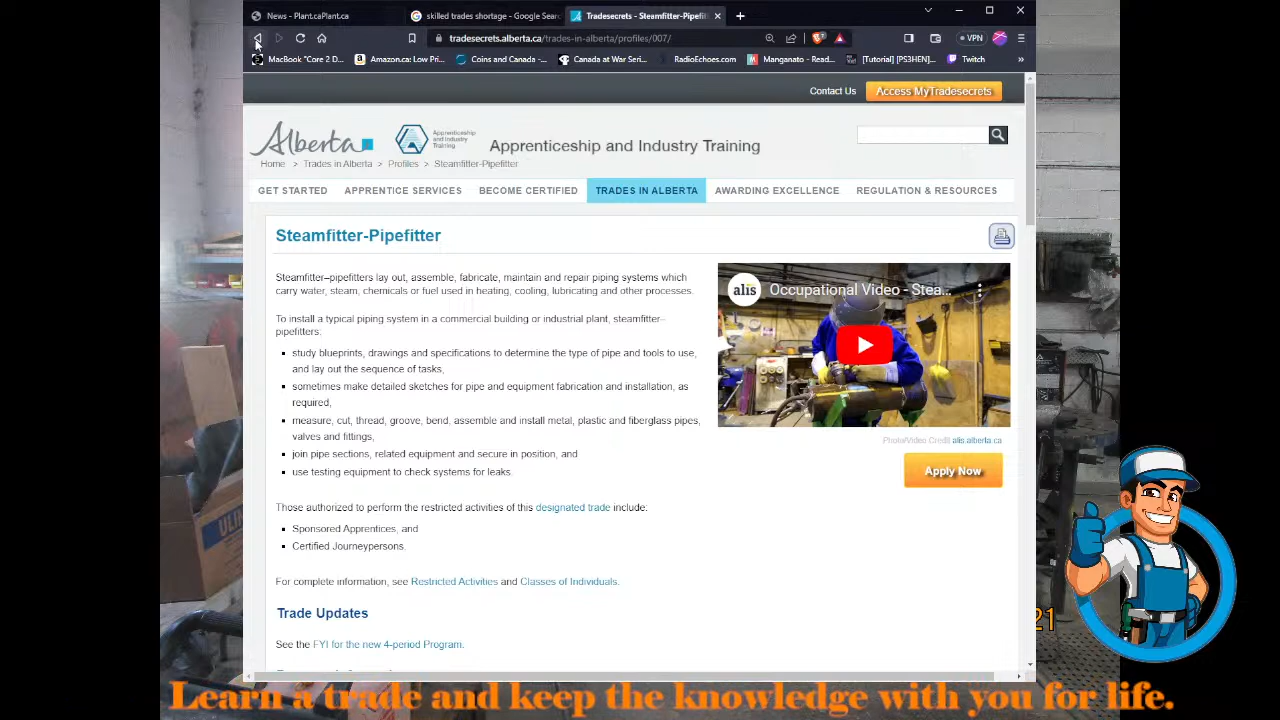 News - Plant.caPlant.ca
skilled trades shortage - Google Sear
Tradesecrets - Steamfitter-Pipefitt
tradesecrets.alberta.ca/trades-in-alberta/profiles/007/
VPN
MacBook "Core 2 D...
Amazon.ca: Low Pri...
Coins and Canada -...
Canada at War Seri...
RadioEchoes.com
Manganato - Read...
[Tutorial] [PS3HEN]...
Twitch
Contact Us
Access MyTradesecrets
Alberta
Apprenticeship and Industry Training
Apprenticeship and Industry Training
Home > Trades in Alberta > Profiles > Steamfitter-Pipefitter
GET STARTED APPRENTICE SERVICES BECOME CERTIFIED TRADES IN ALBERTA AWARDING EXCELLENCE REGULATION & RESOURCES
Steamfitter-Pipefitter
Steamfitter–pipefitters lay out, assemble, fabricate, maintain and repair piping systems which
carry water, steam, chemicals or fuel used in heating, cooling, lubricating and other processes.
To install a typical piping system in a commercial building or industrial plant, steamfitter–
pipefitters:
study blueprints, drawings and specifications to determine the type of pipe and tools to use,
and lay out the sequence of tasks,
sometimes make detailed sketches for pipe and equipment fabrication and installation, as
required,
measure, cut, thread, groove, bend, assemble and install metal, plastic and fiberglass pipes,
valves and fittings,
join pipe sections, related equipment and secure in position, and
use testing equipment to check systems for leaks.
alis
Occupational Video - Stea...
Photo/Video Credit alis.alberta.ca
Apply Now
Those authorized to perform the restricted activities of this designated trade include:
Sponsored Apprentices, and
Certified Journeypersons.
For complete information, see Restricted Activities and Classes of Individuals.
Trade Updates
See the FYI for the new 4-period Program.
21
Learn a trade and keep the knowledge with you for life.